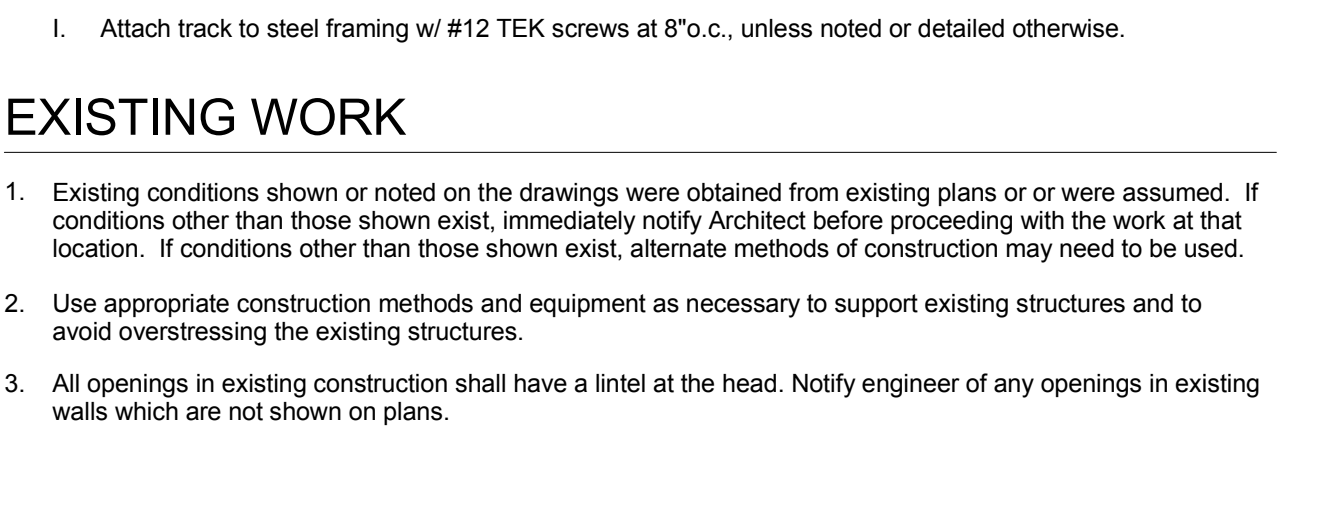 I. Attach track to steel framing w/ #12 TEK screws at 8"o.c., unless noted or detailed otherwise.
EXISTING WORK
1. Existing conditions shown or noted on the drawings were obtained from existing plans or or were assumed.  If
conditions other than those shown exist, immediately notify Architect before proceeding with the work at that
location.  If conditions other than those shown exist, alternate methods of construction may need to be used.
2. Use appropriate construction methods and equipment as necessary to support existing structures and to
avoid overstressing the existing structures.
3. All openings in existing construction shall have a lintel at the head. Notify engineer of any openings in existing
walls which are not shown on plans.